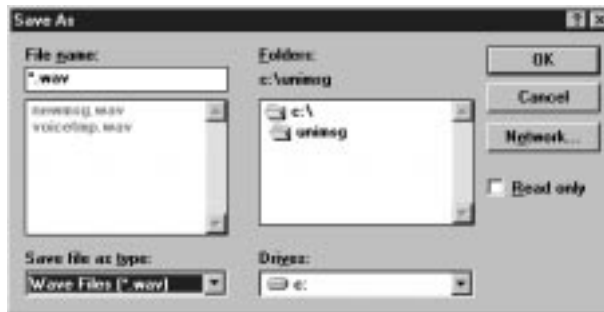 Save As
File name:
*.wav
newmsg.wav
voicetmp.wav
Save file as type:
Wave Files (*.wav)
Folders:
c:\unimsg
c:\
unimsg
Drives:
c:
OK
Cancel
Network...
Read only